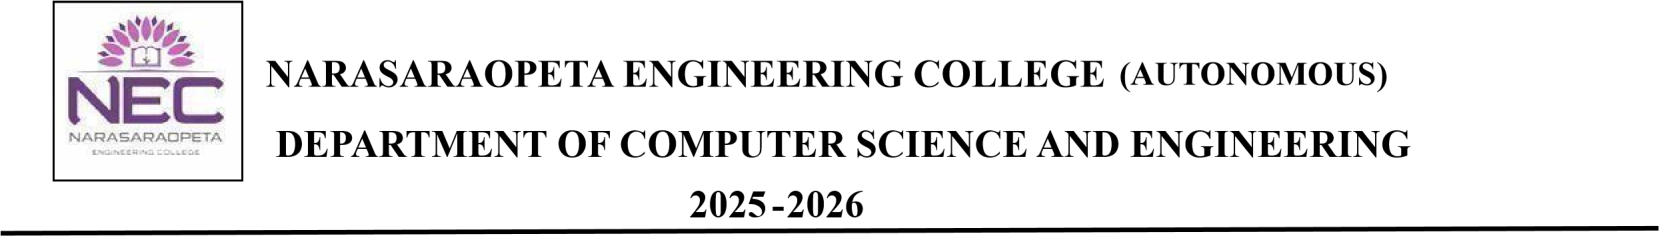 NEC
NARASARAOPETA
ENGINEERING COLLEGE
NARASARAOPETA ENGINEERING COLLEGE (AUTONOMOUS)
DEPARTMENT OF COMPUTER SCIENCE AND ENGINEERING
2025-2026